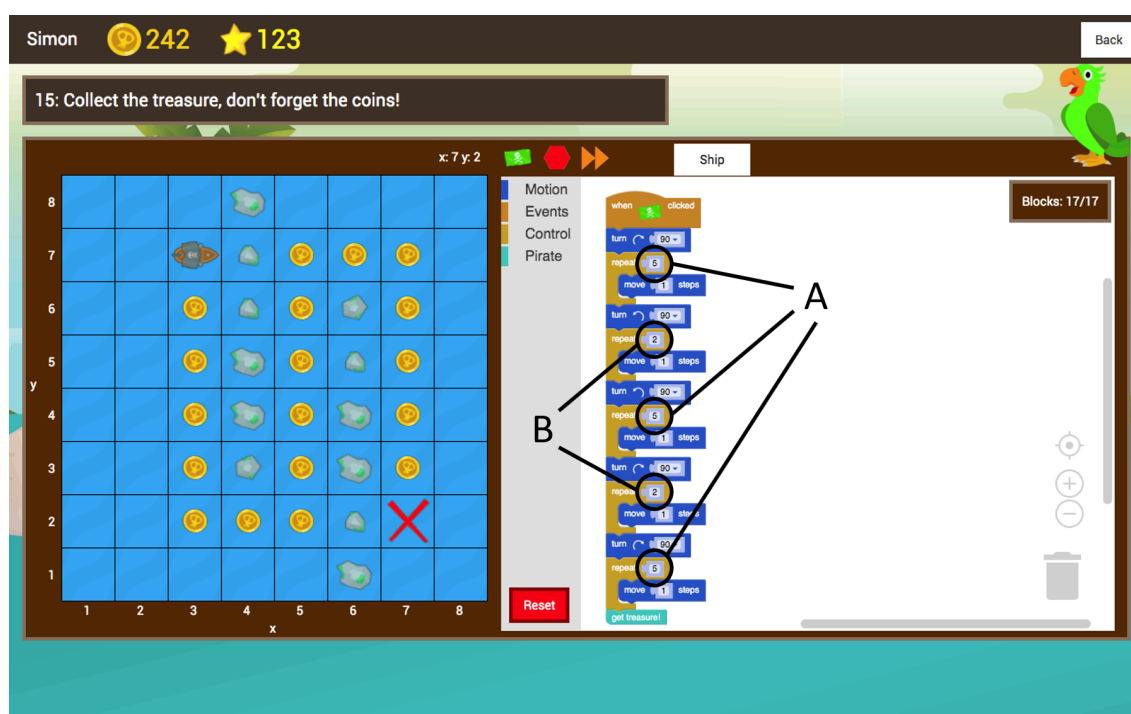 Simon 242 123 Back
15: Collect the treasure, don't forget the coins!
x: 7 y: 2
Ship
8
7
6
5
y
4
3
2
1
1 2 3 4 5 6 7 8
x
Motion
Events
Control
Pirate
Reset
Blocks: 17/17
when clicked
turn 90
repeat 5
move 1 steps
turn 90
repeat 2
move 1 steps
turn 90
repeat 5
move 1 steps
turn 90
repeat 2
move 1 steps
turn 90
repeat 5
move 1 steps
get treasure!
A
B